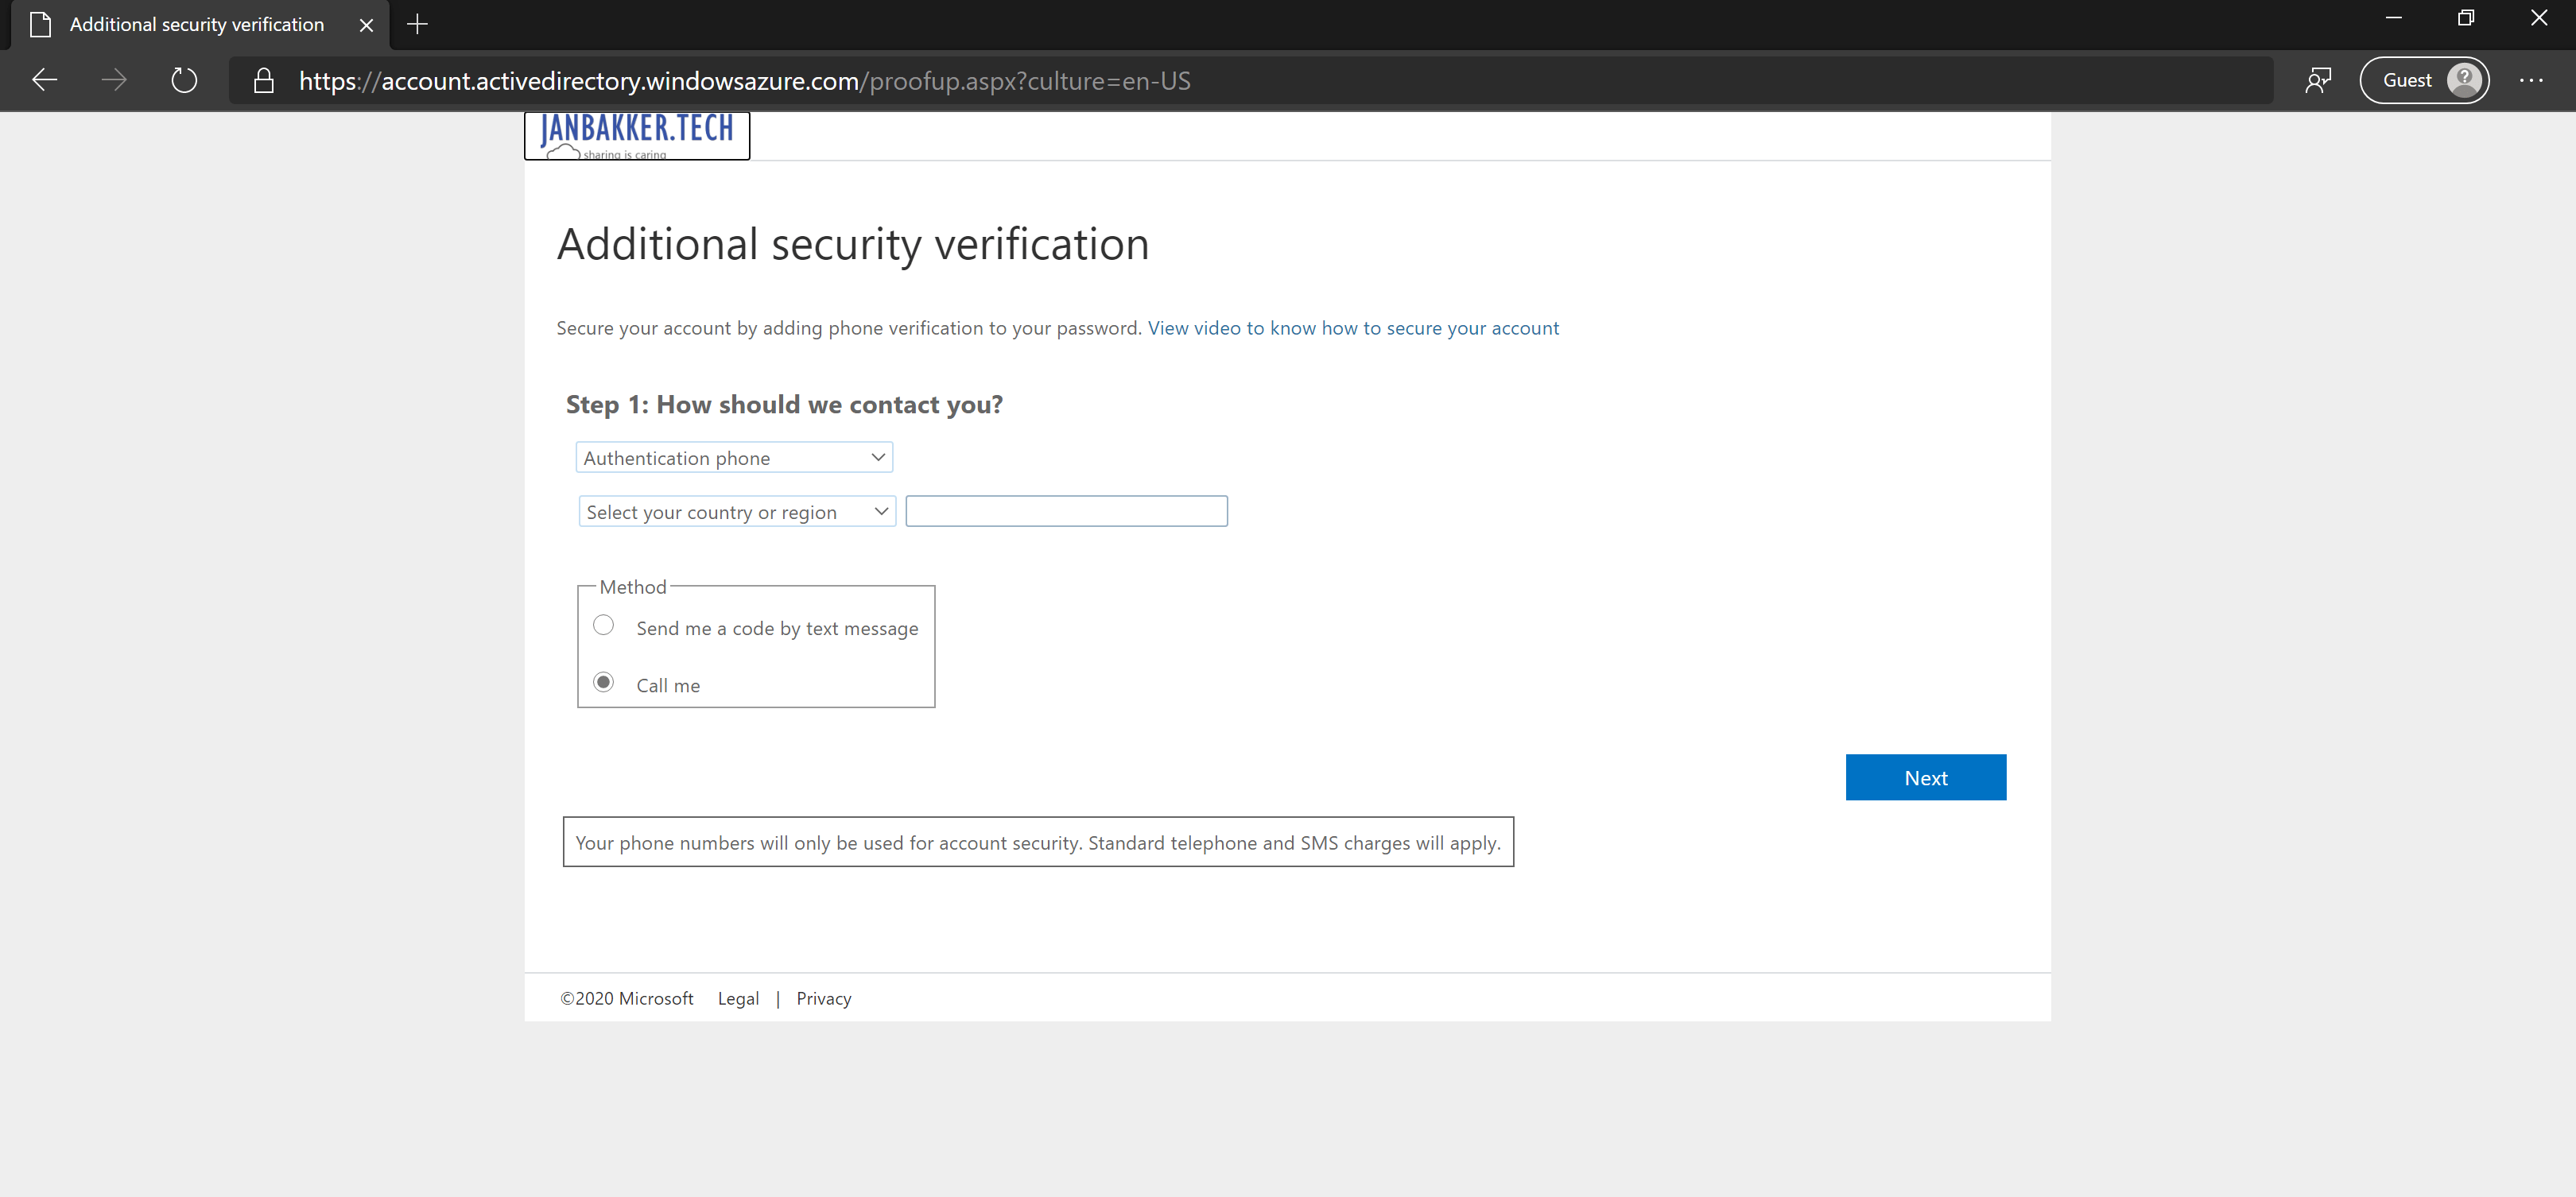 Additional security verification
https://account.activedirectory.windowsazure.com/proofup.aspx?culture=en-US
Guest
JANBAKKER.TECH
sharing is caring
Additional security verification
Secure your account by adding phone verification to your password. View video to know how to secure your account
Step 1: How should we contact you?
Authentication phone
Select your country or region
Method
Send me a code by text message
Call me
Next
Your phone numbers will only be used for account security. Standard telephone and SMS charges will apply.
©2020 Microsoft Legal | Privacy